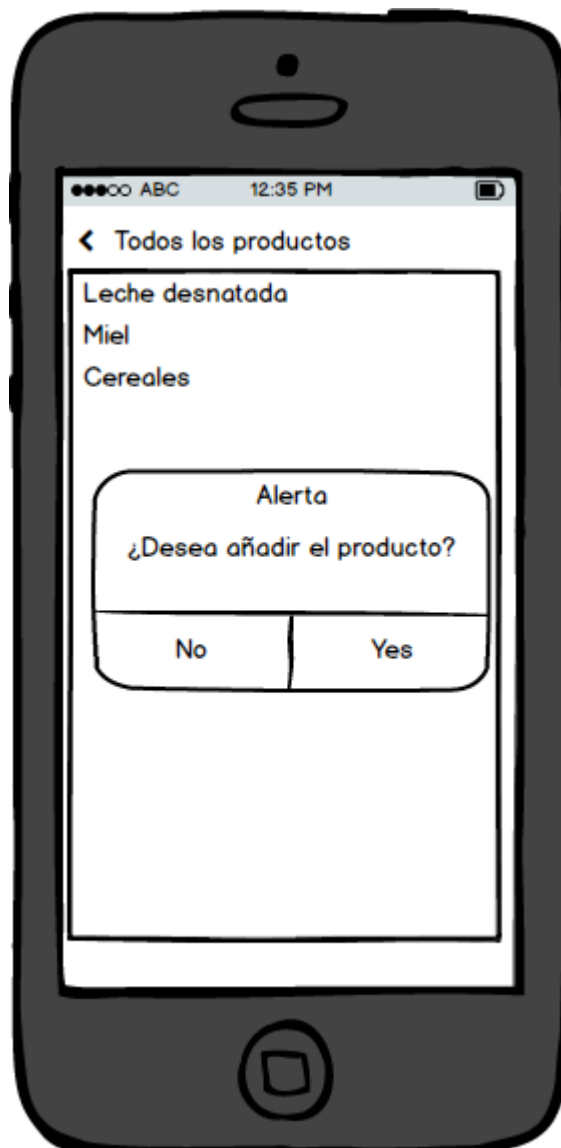 ABC 12:35 PM
Todos los productos
Leche desnatada
Miel
Cereales
Alerta
¿Desea añadir el producto?
No Yes